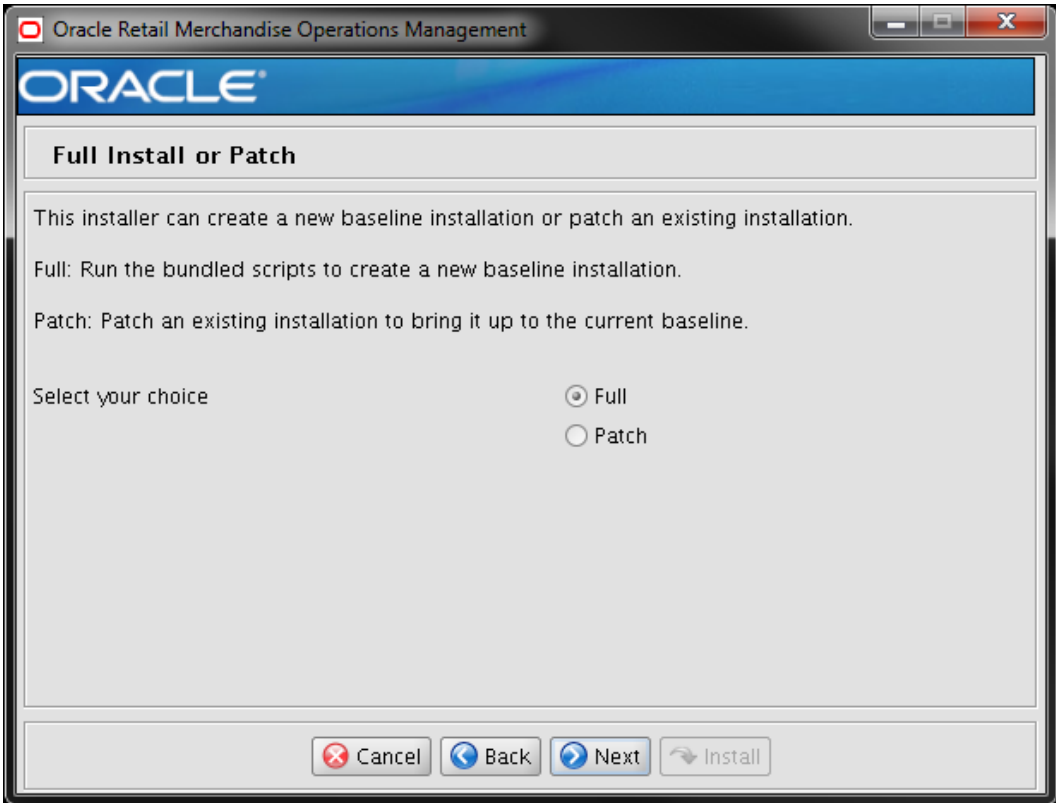 Oracle Retail Merchandise Operations Management
ORACLE®
Full Install or Patch
This installer can create a new baseline installation or patch an existing installation.
Full: Run the bundled scripts to create a new baseline installation.
Patch: Patch an existing installation to bring it up to the current baseline.
Select your choice
Full
Patch
Cancel Back Next Install